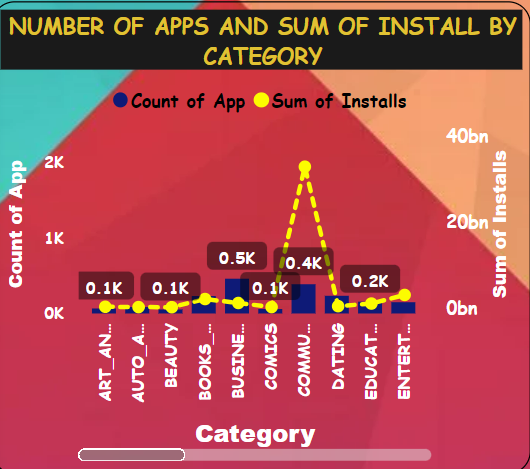 NUMBER OF APPS AND SUM OF INSTALL BY
CATEGORY
Count of App Sum of Installs
40bn
20bn
0bn
Sum of Installs
2K
1K
0K
Count of App
0.1K
0.1K
0.5K
0.1K
0.4K
0.2K
ART_AN...
AUTO_A...
BEAUTY
BOOKS_...
BUSINE...
COMICS
COMMU...
DATING
EDUCAT...
ENTERT...
Category